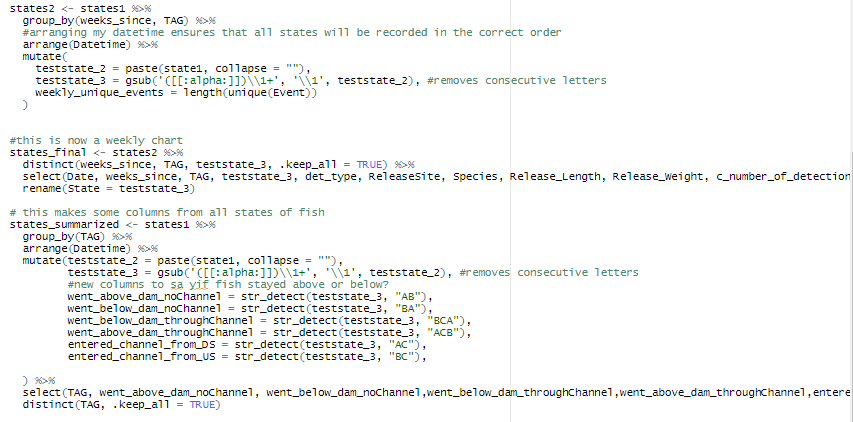 states2 <- states1 %>%
  group_by(weeks_since, TAG) %>%
  #arranging my datetime ensures that all states will be recorded in the correct order
  arrange(Datetime) %>%
  mutate(
    teststate_2 = paste(state1, collapse = ""),
    teststate_3 = gsub('([[:alpha:]])\\1+', '\\1', teststate_2), #removes consecutive letters
    weekly_unique_events = length(unique(Event))
  )
#this is now a weekly chart
states_final <- states2 %>%
  distinct(weeks_since, TAG, teststate_3, .keep_all = TRUE) %>%
  select(Date, weeks_since, TAG, teststate_3, det_type, ReleaseSite, Species, Release_Length, Release_Weight, c_number_of_detection
  rename(State = teststate_3)
# this makes some columns from all states of fish
states_summarized <- states1 %>%
  group_by(TAG) %>%
  arrange(Datetime) %>%
  mutate(teststate_2 = paste(state1, collapse = ""),
         teststate_3 = gsub('([[:alpha:]])\\1+', '\\1', teststate_2), #removes consecutive letters
         #new columns to sa yif fish stayed above or below?
         went_above_dam_noChannel = str_detect(teststate_3, "AB"),
         went_below_dam_noChannel = str_detect(teststate_3, "BA"),
         went_below_dam_throughChannel = str_detect(teststate_3, "BCA"),
         went_above_dam_throughChannel = str_detect(teststate_3, "ACB"),
         entered_channel_from_DS = str_detect(teststate_3, "AC"),
         entered_channel_from_US = str_detect(teststate_3, "BC"),
  ) %>%
  select(TAG, went_above_dam_noChannel, went_below_dam_noChannel,went_below_dam_throughChannel,went_above_dam_throughChannel,entere
  distinct(TAG, .keep_all = TRUE)